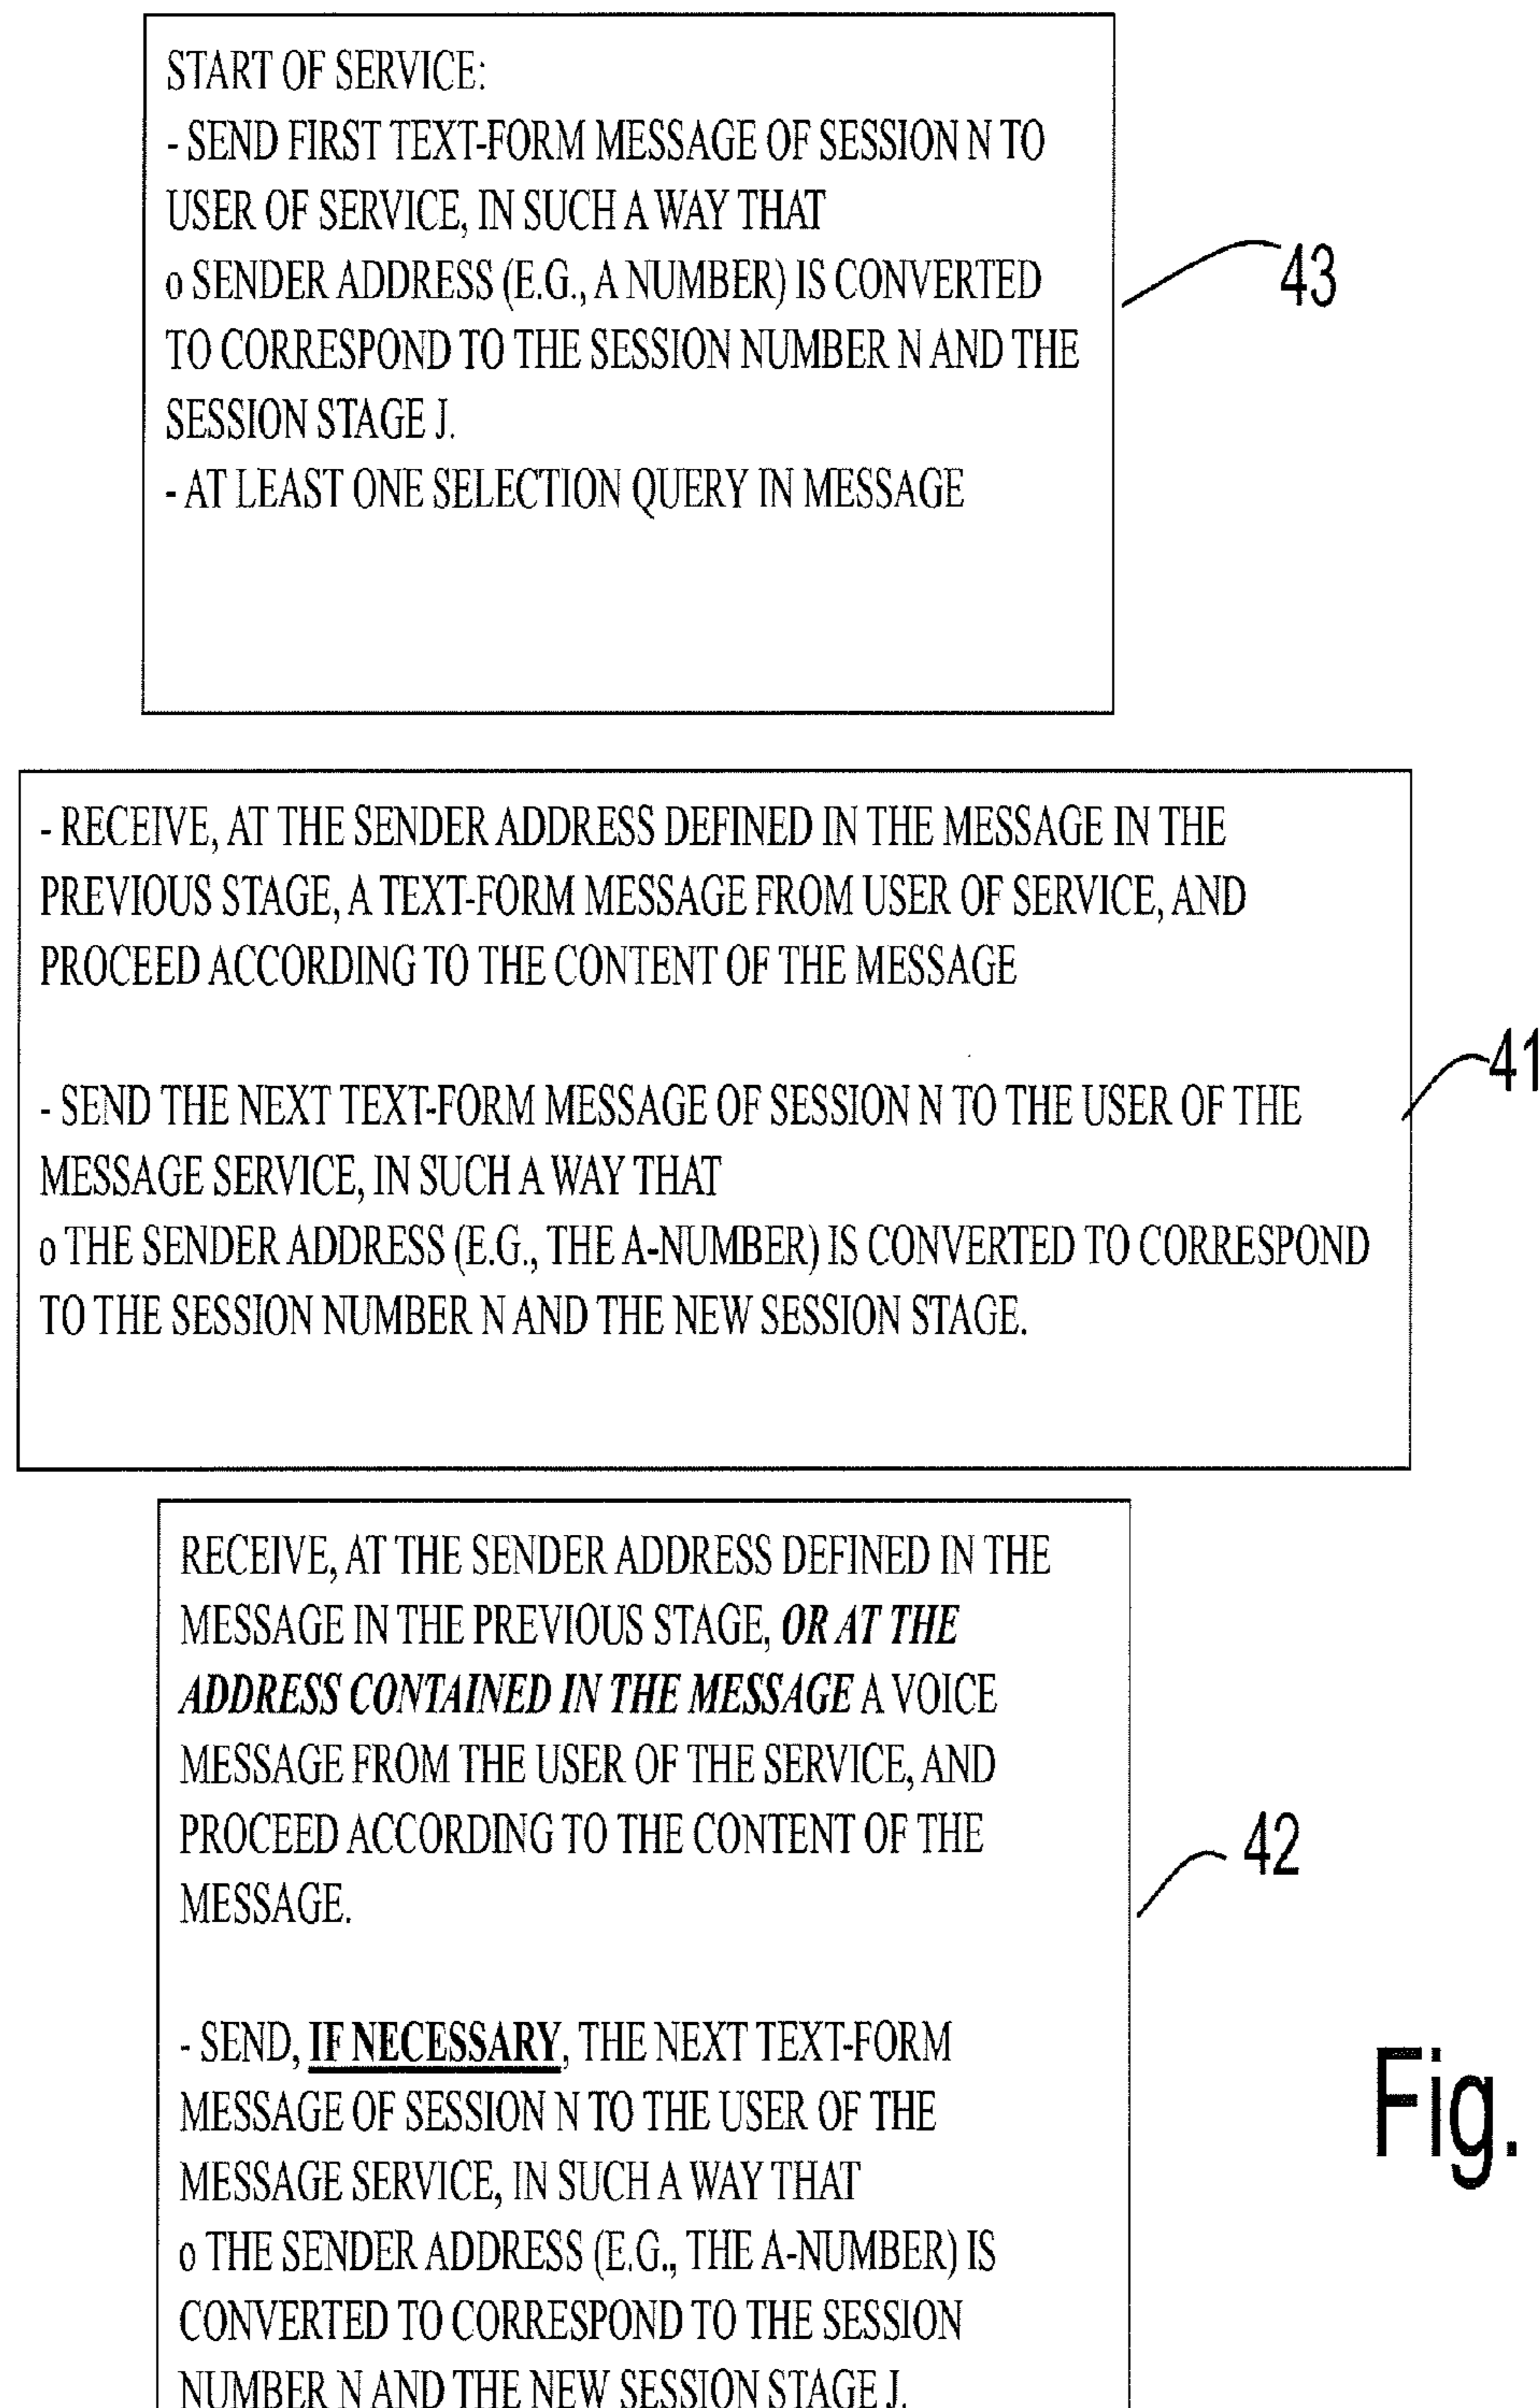 START OF SERVICE:
- SEND FIRST TEXT-FORM MESSAGE OF SESSION N TO
USER OF SERVICE, IN SUCH A WAY THAT
o SENDER ADDRESS (E.G., A NUMBER) IS CONVERTED
TO CORRESPOND TO THE SESSION NUMBER N AND THE
SESSION STAGE J.
- AT LEAST ONE SELECTION QUERY IN MESSAGE
43
- RECEIVE, AT THE SENDER ADDRESS DEFINED IN THE MESSAGE IN THE
PREVIOUS STAGE, A TEXT-FORM MESSAGE FROM USER OF SERVICE, AND
PROCEED ACCORDING TO THE CONTENT OF THE MESSAGE
- SEND THE NEXT TEXT-FORM MESSAGE OF SESSION N TO THE USER OF THE
MESSAGE SERVICE, IN SUCH A WAY THAT
o THE SENDER ADDRESS (E.G., THE A-NUMBER) IS CONVERTED TO CORRESPOND
TO THE SESSION NUMBER N AND THE NEW SESSION STAGE.
41
RECEIVE, AT THE SENDER ADDRESS DEFINED IN THE
MESSAGE IN THE PREVIOUS STAGE, OR AT THE
ADDRESS CONTAINED IN THE MESSAGE A VOICE
MESSAGE FROM THE USER OF THE SERVICE, AND
PROCEED ACCORDING TO THE CONTENT OF THE
MESSAGE.
- SEND, IF NECESSARY, THE NEXT TEXT-FORM
MESSAGE OF SESSION N TO THE USER OF THE
MESSAGE SERVICE, IN SUCH A WAY THAT
o THE SENDER ADDRESS (E.G., THE A-NUMBER) IS
CONVERTED TO CORRESPOND TO THE SESSION
NUMBER N AND THE NEW SESSION STAGE J.
42
Fig.